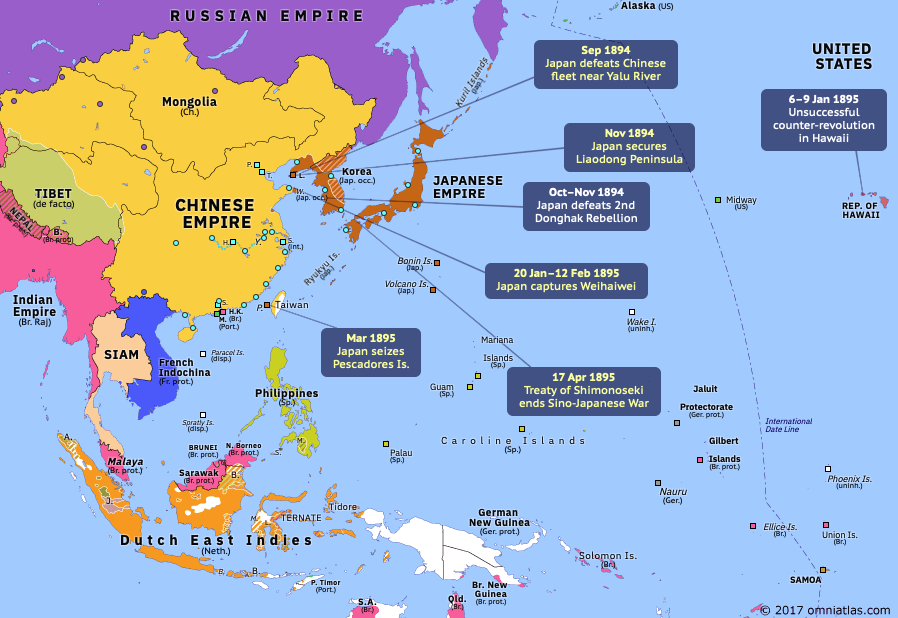 RUSSIAN EMPIRE
Alaska (US)
UNITED
STATES
Sep 1894
Japan defeats Chinese
fleet near Yalu River
Kuril Islands
(Jap.)
6–9 Jan 1895
Unsuccessful
counter-revolution
in Hawaii
Mongolia
(Ch.)
Nov 1894
Japan secures
Liaodong Peninsula
P.
T.
L.
Korea
(Jap. occ.)
JAPANESE
EMPIRE
TIBET
(de facto)
W.
(Jap. occ.)
Oct–Nov 1894
Japan defeats 2nd
Donghak Rebellion
Midway
(US)
REP. OF
HAWAII
CHINESE
EMPIRE
NEPAL
B.
(Br. prot.)
H.
S.
(int.)
Ryukyu Is.
(Jap.)
Bonin Is.
(Jap.)
Volcano Is.
(Jap.)
20 Jan–12 Feb 1895
Japan captures Weihaiwei
Indian
Empire
(Br. Raj)
S.
H.K.
(Br.)
M.
(Port.)
P.
Taiwan
Wake I.
(uninh.)
Mar 1895
Japan seizes
Pescadores Is.
Mariana
Islands
(Sp.)
SIAM
Paracel Is.
(disp.)
French
Indochina
(Fr. prot.)
Guam
(Sp.)
17 Apr 1895
Treaty of Shimonoseki
ends Sino-Japanese War
Philippines
(Sp.)
Jaluit
Protectorate
(Ger. prot.)
Spratly Is.
(disp.)
International
Date Line
A.
BRUNEI
(Br. prot.)
N. Borneo
(Br. prot.)
S.
M.
Palau
(Sp.)
Caroline Islands
(Sp.)
Gilbert
Islands
(Br. prot.)
Malaya
(Br. prot.)
Sarawak
(Br. prot.)
B.
Phoenix Is.
(uninh.)
Nauru
(Ger.)
J.
M.
TERNATE
Tidore
German
New Guinea
(Ger. prot.)
Ellice Is.
(Br.)
Union Is.
(Br.)
Dutch East Indies
(Neth.)
Solomon Is.
(Br. prot.)
B.
B.
P. Timor
(Port.)
Br. New
Guinea
(Br. prot.)
SAMOA
S.A.
(Br.)
Qld.
(Br.)
© 2017 omniatlas.com